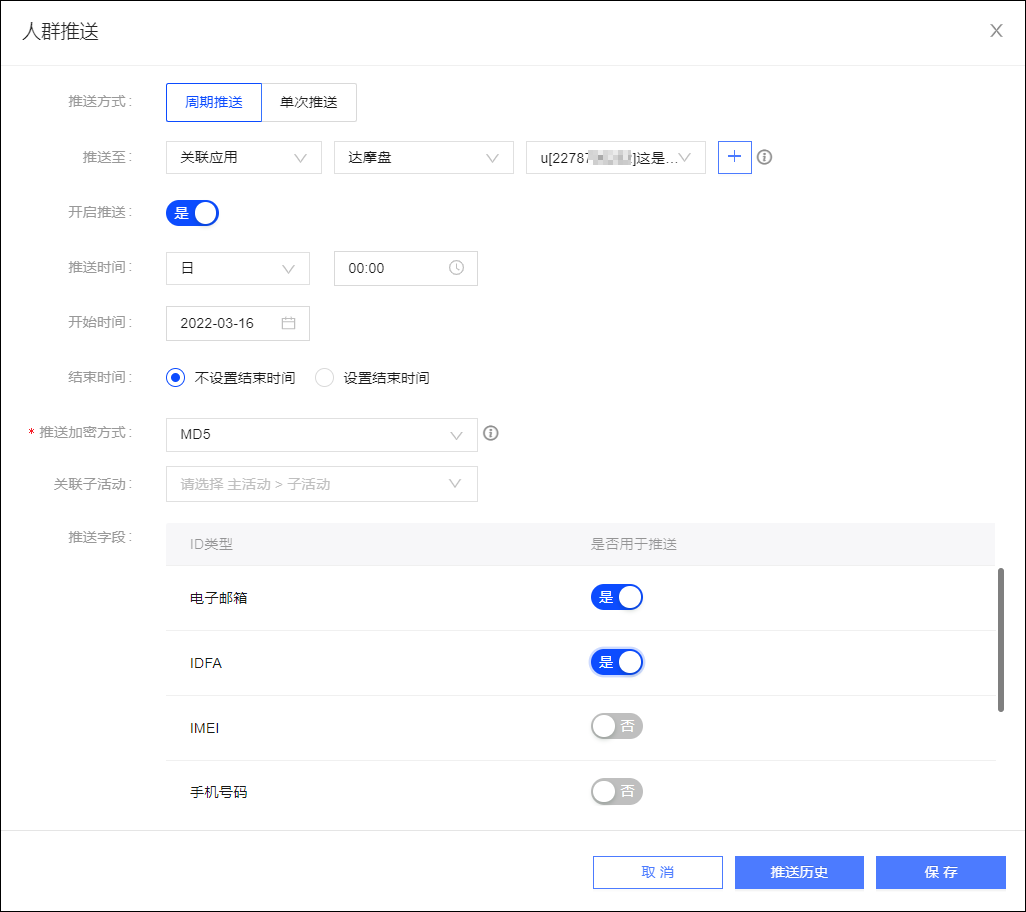 人群推送
推送方式: 周期推送 单次推送
推送至: 关联应用 达摩盘 u[2278 ]这是...
开启推送: 是
推送时间: 日 00:00
开始时间: 2022-03-16
结束时间: 不设置结束时间 设置结束时间
* 推送加密方式: MD5
关联子活动: 请选择 主活动 > 子活动
推送字段: ID类型 是否用于推送
电子邮箱 是
IDFA 是
IMEI 否
手机号码 否
取 消 推送历史 保 存